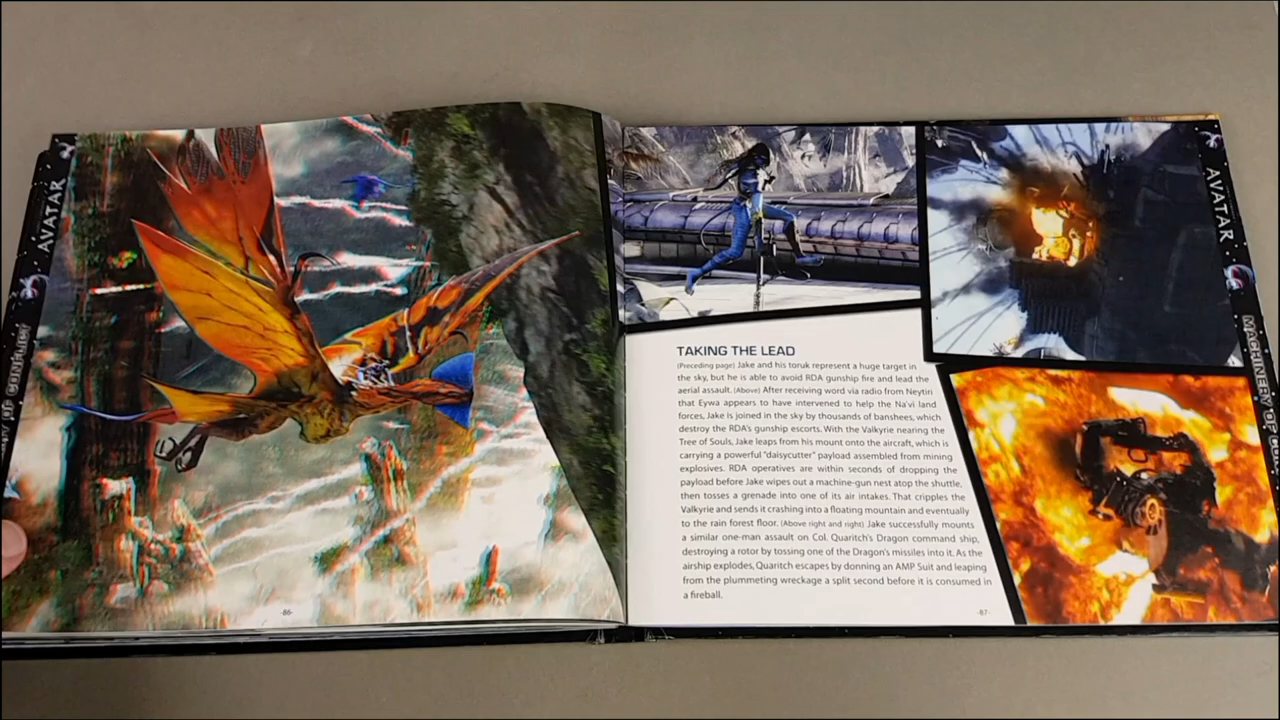 AVATAR
OF CONFLICT
-86-
TAKING THE LEAD
(Preceding page) Jake and his toruk represent a huge target in
the sky, but he is able to avoid RDA gunship fire and lead the
aerial assault. (Above) After receiving word via radio from Neytiri
that Eywa appears to have intervened to help the Na'vi land
forces, Jake is joined in the sky by thousands of banshees, which
destroy the RDA's gunship escorts. With the Valkyrie nearing the
Tree of Souls, Jake leaps from his mount onto the aircraft, which is
carrying a powerful "daisycutter" payload assembled from mining
explosives. RDA operatives are within seconds of dropping the
payload before Jake wipes out a machine-gun nest atop the shuttle,
then tosses a grenade into one of its air intakes. That cripples the
Valkyrie and sends it crashing into a floating mountain and eventually
to the rain forest floor. (Above right and right) Jake successfully mounts
a similar one-man assault on Col. Quaritch's Dragon command ship,
destroying a rotor by tossing one of the Dragon's missiles into it. As the
airship explodes, Quaritch escapes by donning an AMP Suit and leaping
from the plummeting wreckage a split second before it is consumed in
a fireball.
-87-
AVATAR
MACHINERY OF